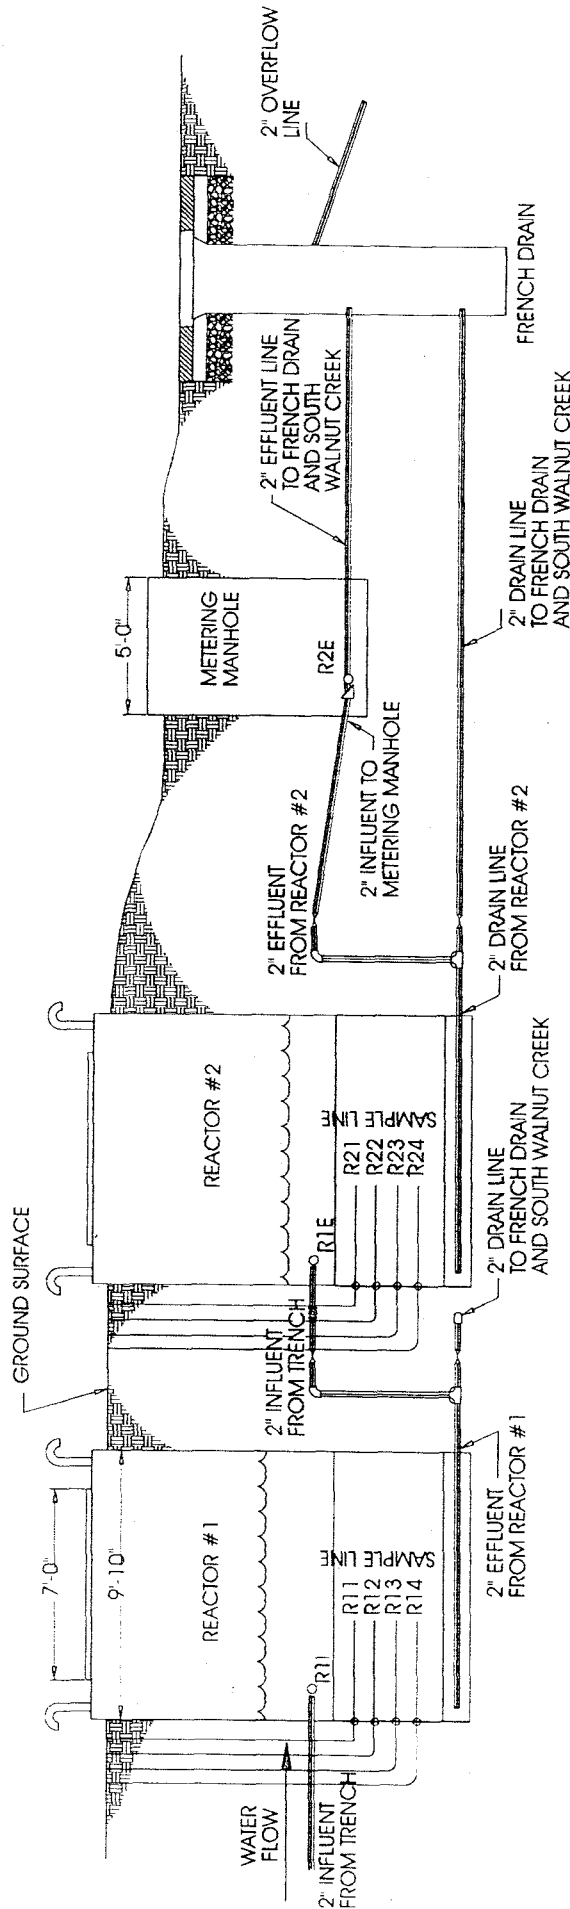 GROUND SURFACE
7'-0"
9'-10"
REACTOR #1
WATER
FLOW
2" INFLUENT
FROM TRENCH
R1I
SAMPLE LINE
R11
R12
R13
R14
2" EFFLUENT
FROM REACTOR #1
2" INFLUENT
FROM TRENCH
R1E
REACTOR #2
SAMPLE LINE
R21
R22
R23
R24
2" DRAIN LINE
TO FRENCH DRAIN
AND SOUTH WALNUT CREEK
2" DRAIN LINE
FROM REACTOR #2
2" EFFLUENT
FROM REACTOR #2
2" INFLUENT TO
METERING MANHOLE
5'-0"
METERING
MANHOLE
R2E
2" EFFLUENT LINE
TO FRENCH DRAIN
AND SOUTH
WALNUT CREEK
2" DRAIN LINE
TO FRENCH DRAIN
AND SOUTH WALNUT CREEK
2" OVERFLOW
LINE
FRENCH DRAIN